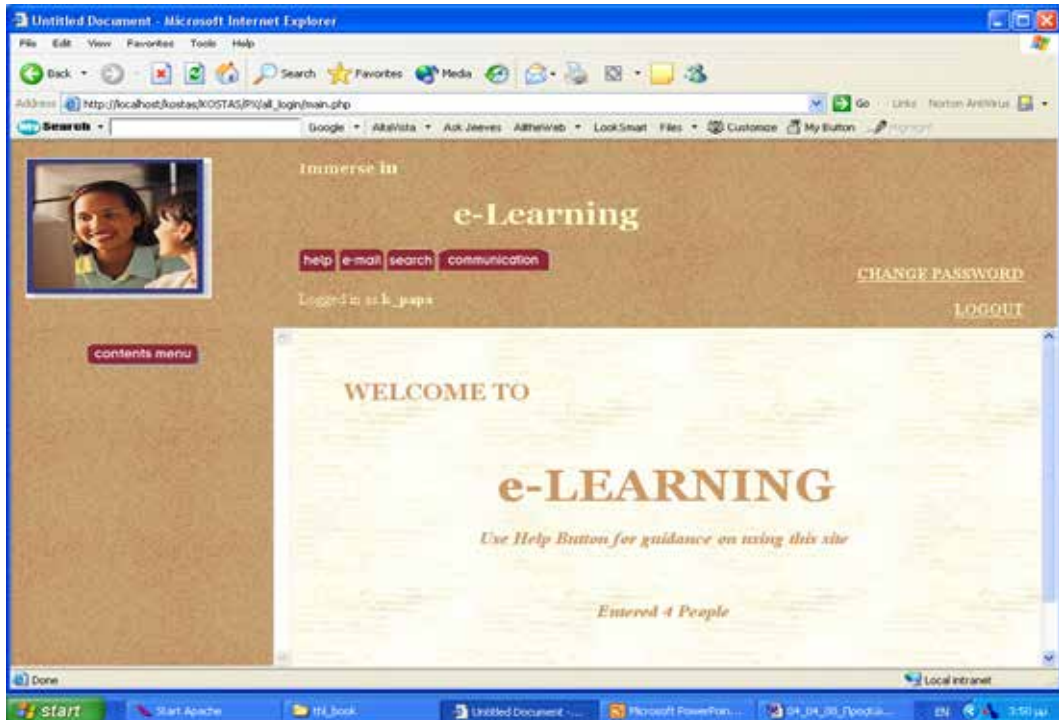 Untitled Document - Microsoft Internet Explorer
File Edit View Favorites Tools Help
Back Search Favorites Media
Address http://localhost/kostas/KOSTAS/PX/all_login/main.php Go Links Norton AntiVirus
Search Google AltaVista Ask Jeeves AlltheWeb LookSmart Files Customize My Button Highlight
Immerse in
e-Learning
help e-mail search communication
CHANGE PASSWORD
Logged in as k_papa
LOGOUT
contents menu
WELCOME TO
e-LEARNING
Use Help Button for guidance on using this site
Entered 4 People
Done Local intranet
start Start Apache thl_book Untitled Document -... Microsoft PowerPoin... EN 3:50 μμ